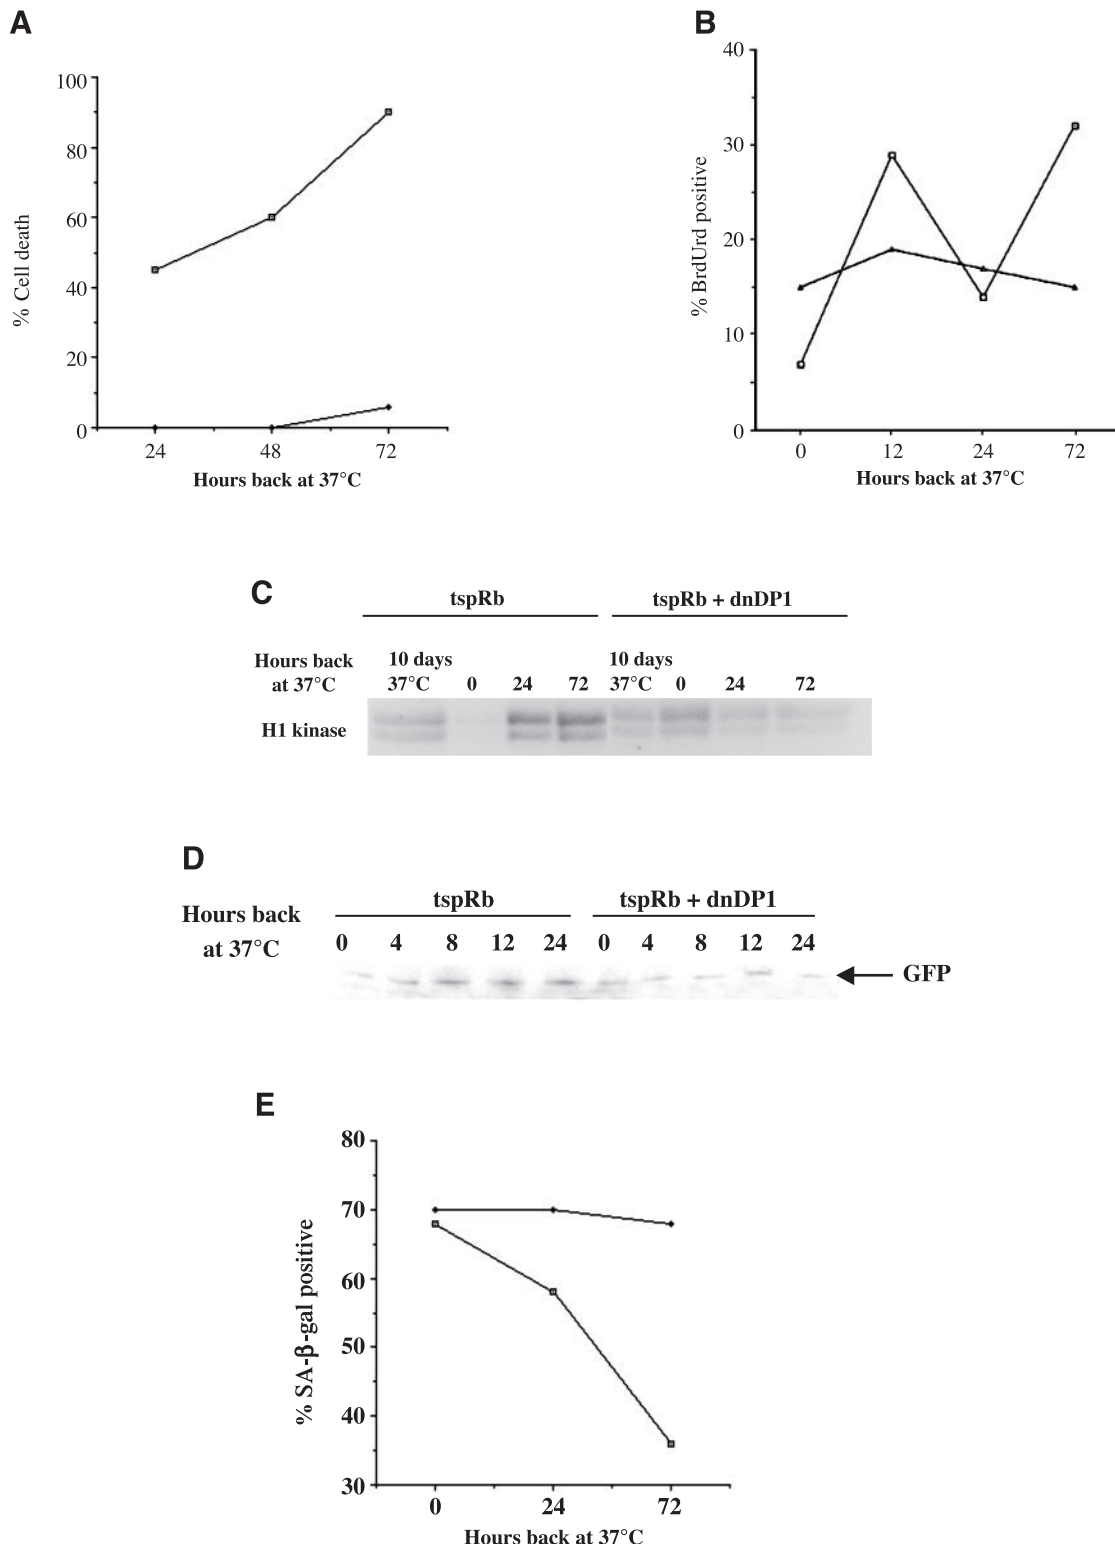 A
100
80
60
40
20
0
% Cell death
24 48 72
Hours back at 37°C
B
40
30
20
10
0
% BrdUrd positive
0 12 24 72
Hours back at 37°C
C
tspRb tspRb + dnDP1
Hours back 10 days 10 days
at 37°C 37°C 0 24 72 37°C 0 24 72
H1 kinase
D
tspRb tspRb + dnDP1
Hours back
at 37°C 0 4 8 12 24 0 4 8 12 24
GFP
E
80
70
60
50
40
30
% SA-β-gal positive
0 24 72
Hours back at 37°C